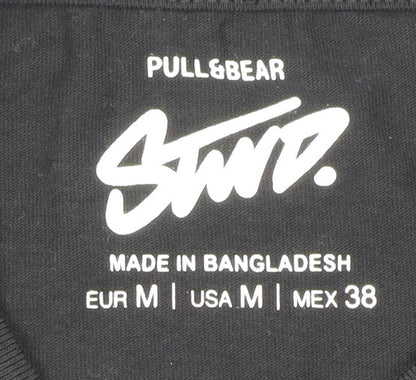 PULL&BEAR
STWD.
MADE IN BANGLADESH
EUR M | USA M | MEX 38